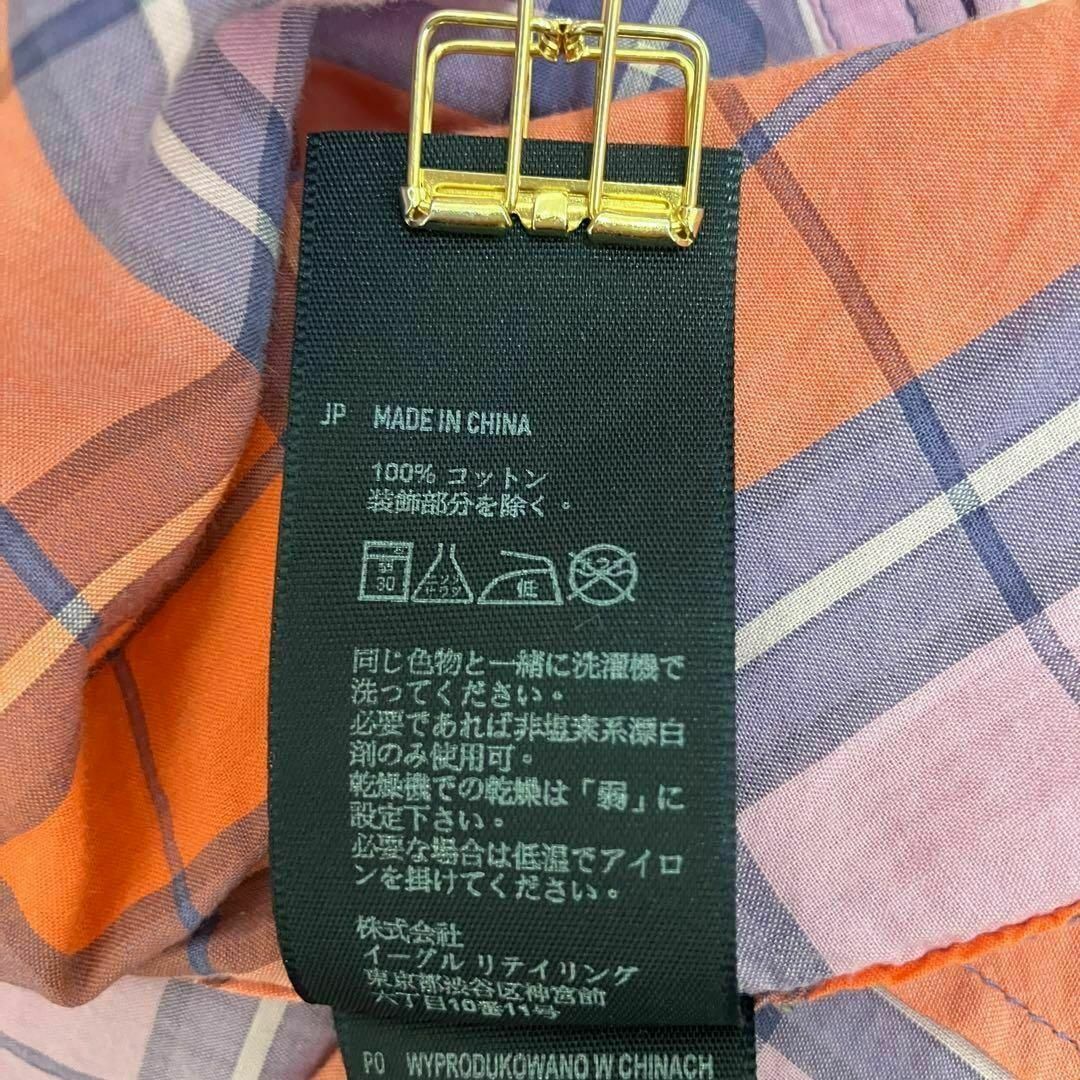 JP MADE IN CHINA
100% コットン
装飾部分を除く。
30
低
同じ色物と一緒に洗濯機で
洗ってください。
必要であれば非塩素系漂白
剤のみ使用可。
乾燥機での乾燥は「弱」に
設定下さい。
必要な場合は低温でアイロ
ンを掛けてください。
株式会社
イーグル リテイリング
東京都渋谷区神宮前
六丁目10番11号
PO WYPRODUKOWANO W CHINACH